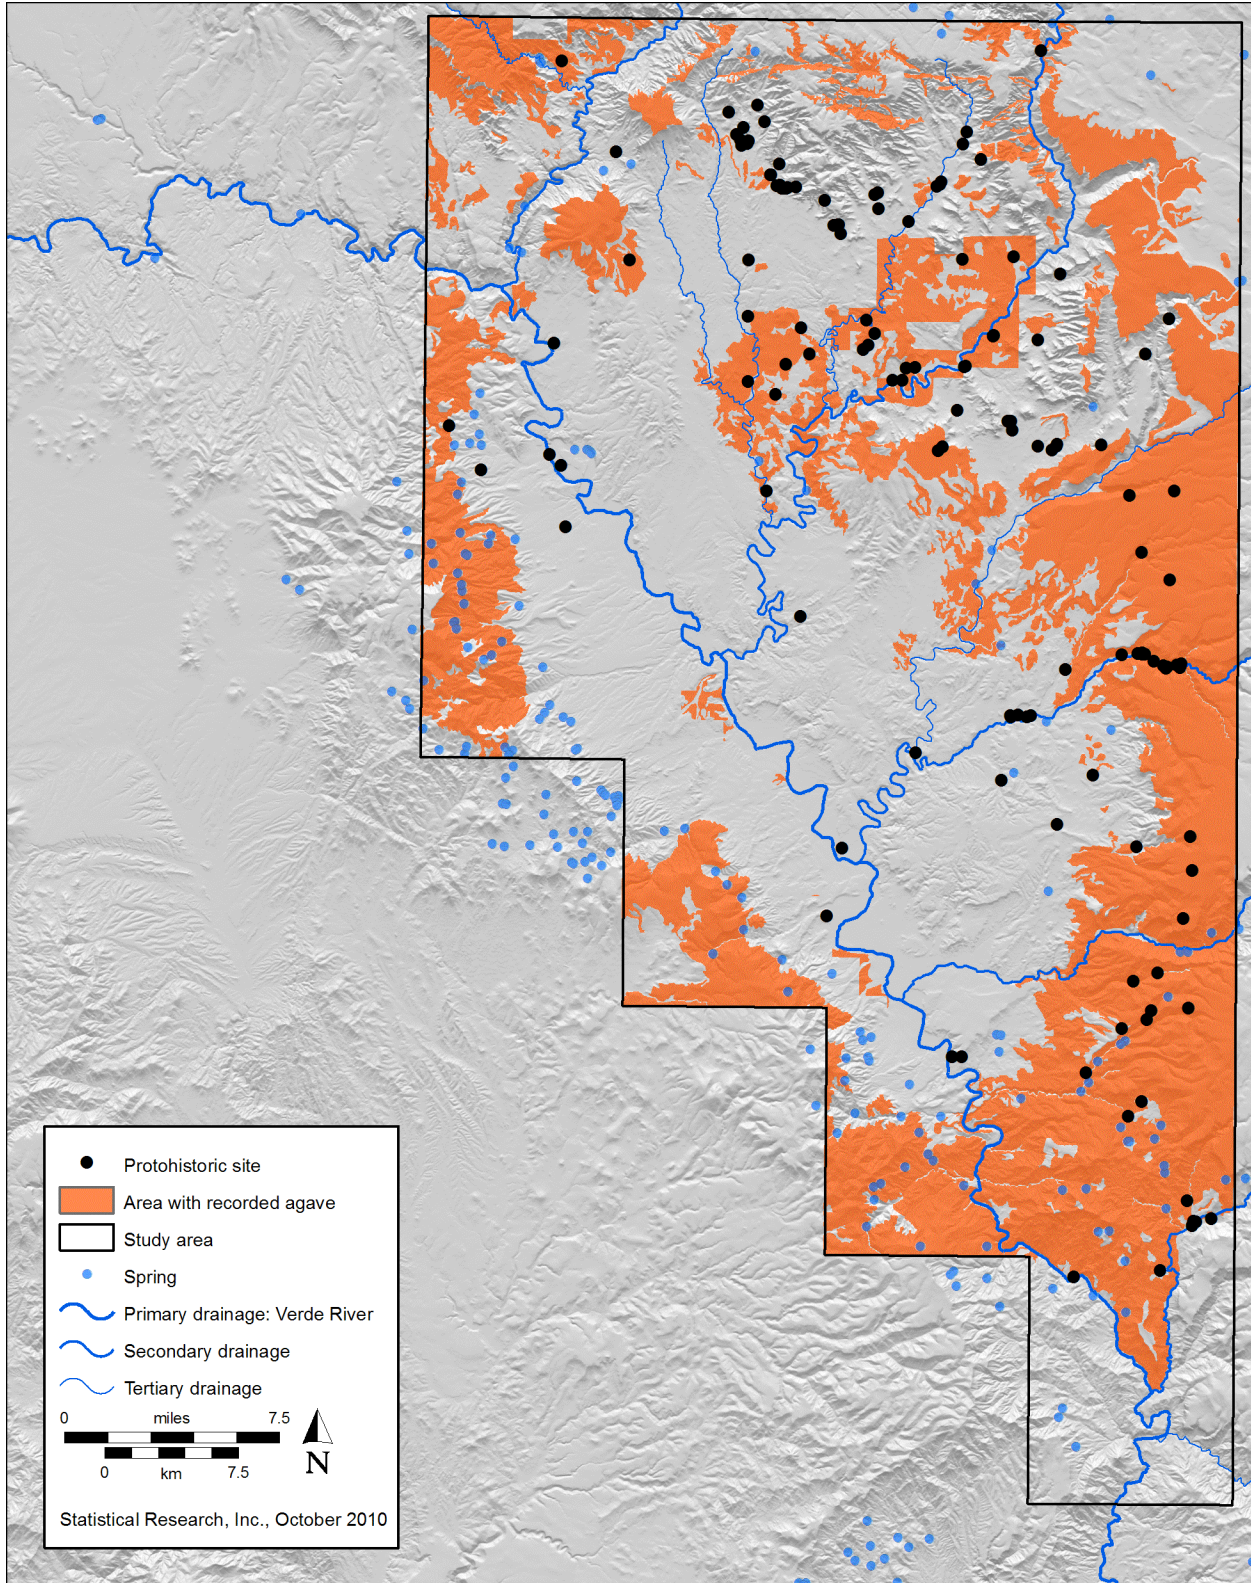 Protohistoric site
Area with recorded agave
Study area
Spring
Primary drainage: Verde River
Secondary drainage
Tertiary drainage
0 miles 7.5
0 km 7.5
N
Statistical Research, Inc., October 2010